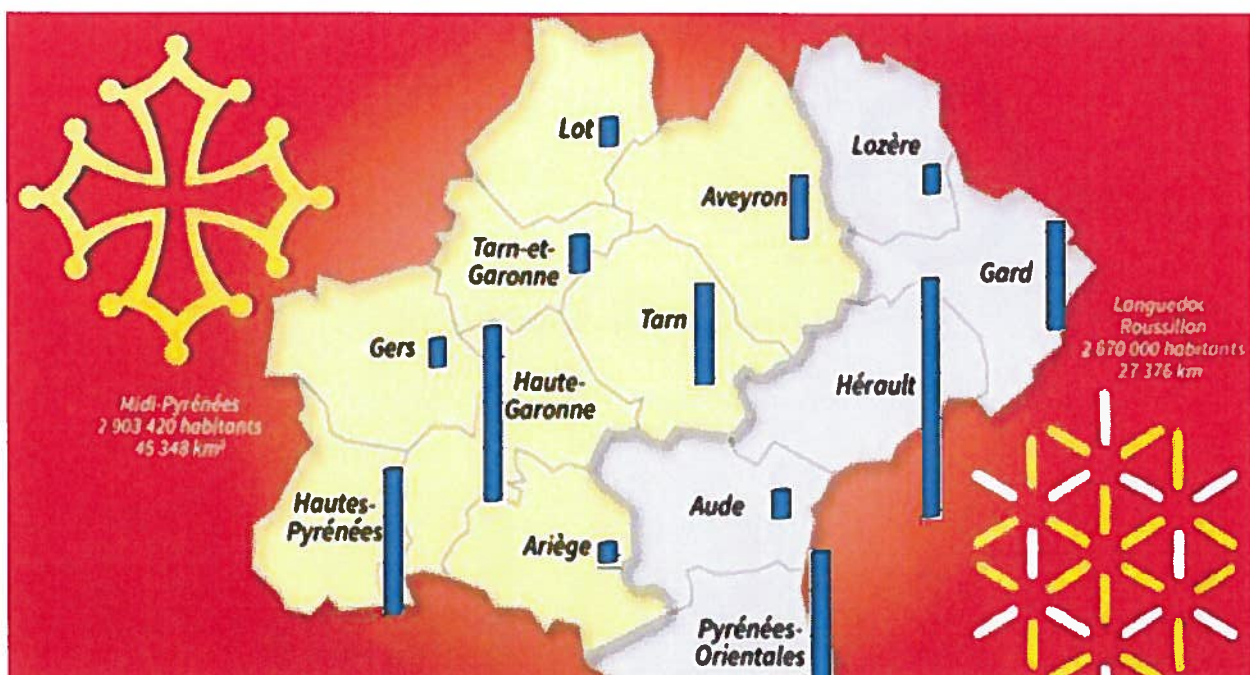 Lot
Lozère
Aveyron
Tarn-et-
Garonne
Gard
Tarn
Gers
Haute-
Garonne
Hérault
Languedoc
Roussillon
2 670 000 habitants
27 376 km
Midi-Pyrénées
2 903 420 habitants
45 348 km²
Hautes-
Pyrénées
Aude
Ariège
Pyrénées-
Orientales